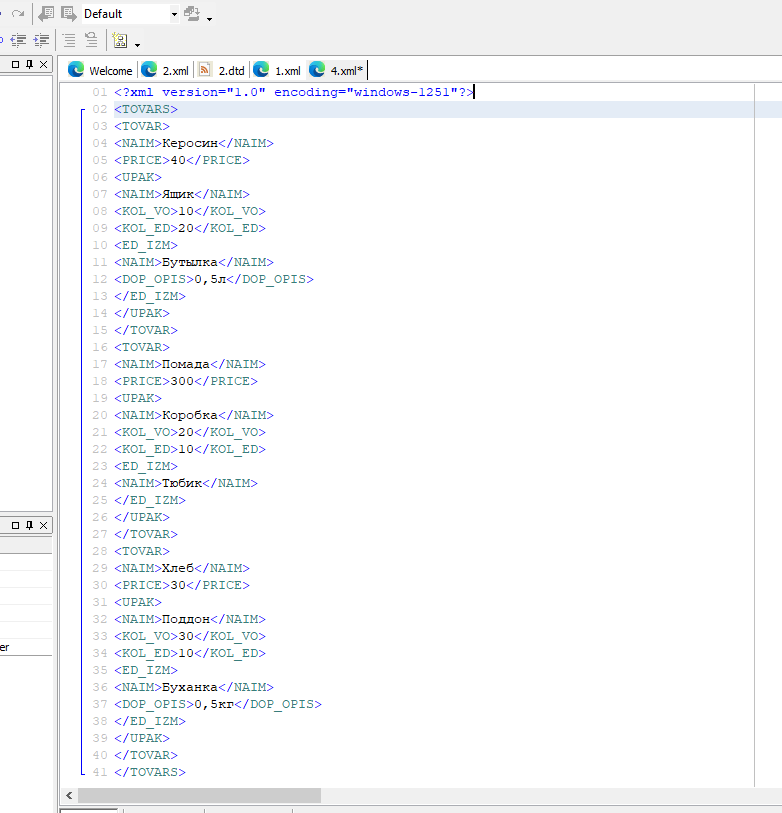 Default
Welcome 2.xml 2.dtd 1.xml 4.xml*
01 <?xml version="1.0" encoding="windows-1251"?>
02 <TOVARS>
03 <TOVAR>
04 <NAIM>Керосин</NAIM>
05 <PRICE>40</PRICE>
06 <UPAK>
07 <NAIM>Ящик</NAIM>
08 <KOL_VO>10</KOL_VO>
09 <KOL_ED>20</KOL_ED>
10 <ED_IZM>
11 <NAIM>Бутылка</NAIM>
12 <DOP_OPIS>0,5л</DOP_OPIS>
13 </ED_IZM>
14 </UPAK>
15 </TOVAR>
16 <TOVAR>
17 <NAIM>Помада</NAIM>
18 <PRICE>300</PRICE>
19 <UPAK>
20 <NAIM>Коробка</NAIM>
21 <KOL_VO>20</KOL_VO>
22 <KOL_ED>10</KOL_ED>
23 <ED_IZM>
24 <NAIM>Тюбик</NAIM>
25 </ED_IZM>
26 </UPAK>
27 </TOVAR>
28 <TOVAR>
29 <NAIM>Хлеб</NAIM>
30 <PRICE>30</PRICE>
31 <UPAK>
32 <NAIM>Поддон</NAIM>
33 <KOL_VO>30</KOL_VO>
34 <KOL_ED>10</KOL_ED>
35 <ED_IZM>
36 <NAIM>Буханка</NAIM>
37 <DOP_OPIS>0,5кг</DOP_OPIS>
38 </ED_IZM>
39 </UPAK>
40 </TOVAR>
41 </TOVARS>
er